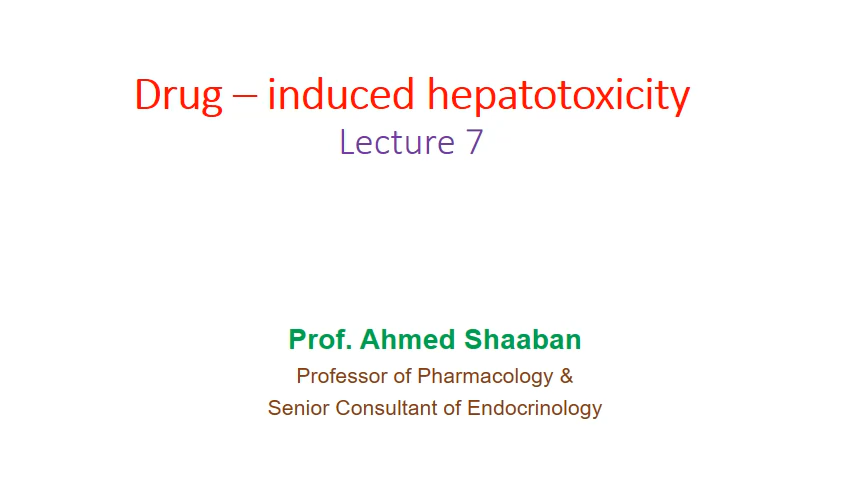 Drug – induced hepatotoxicity
Lecture 7
Prof. Ahmed Shaaban
Professor of Pharmacology &
Senior Consultant of Endocrinology